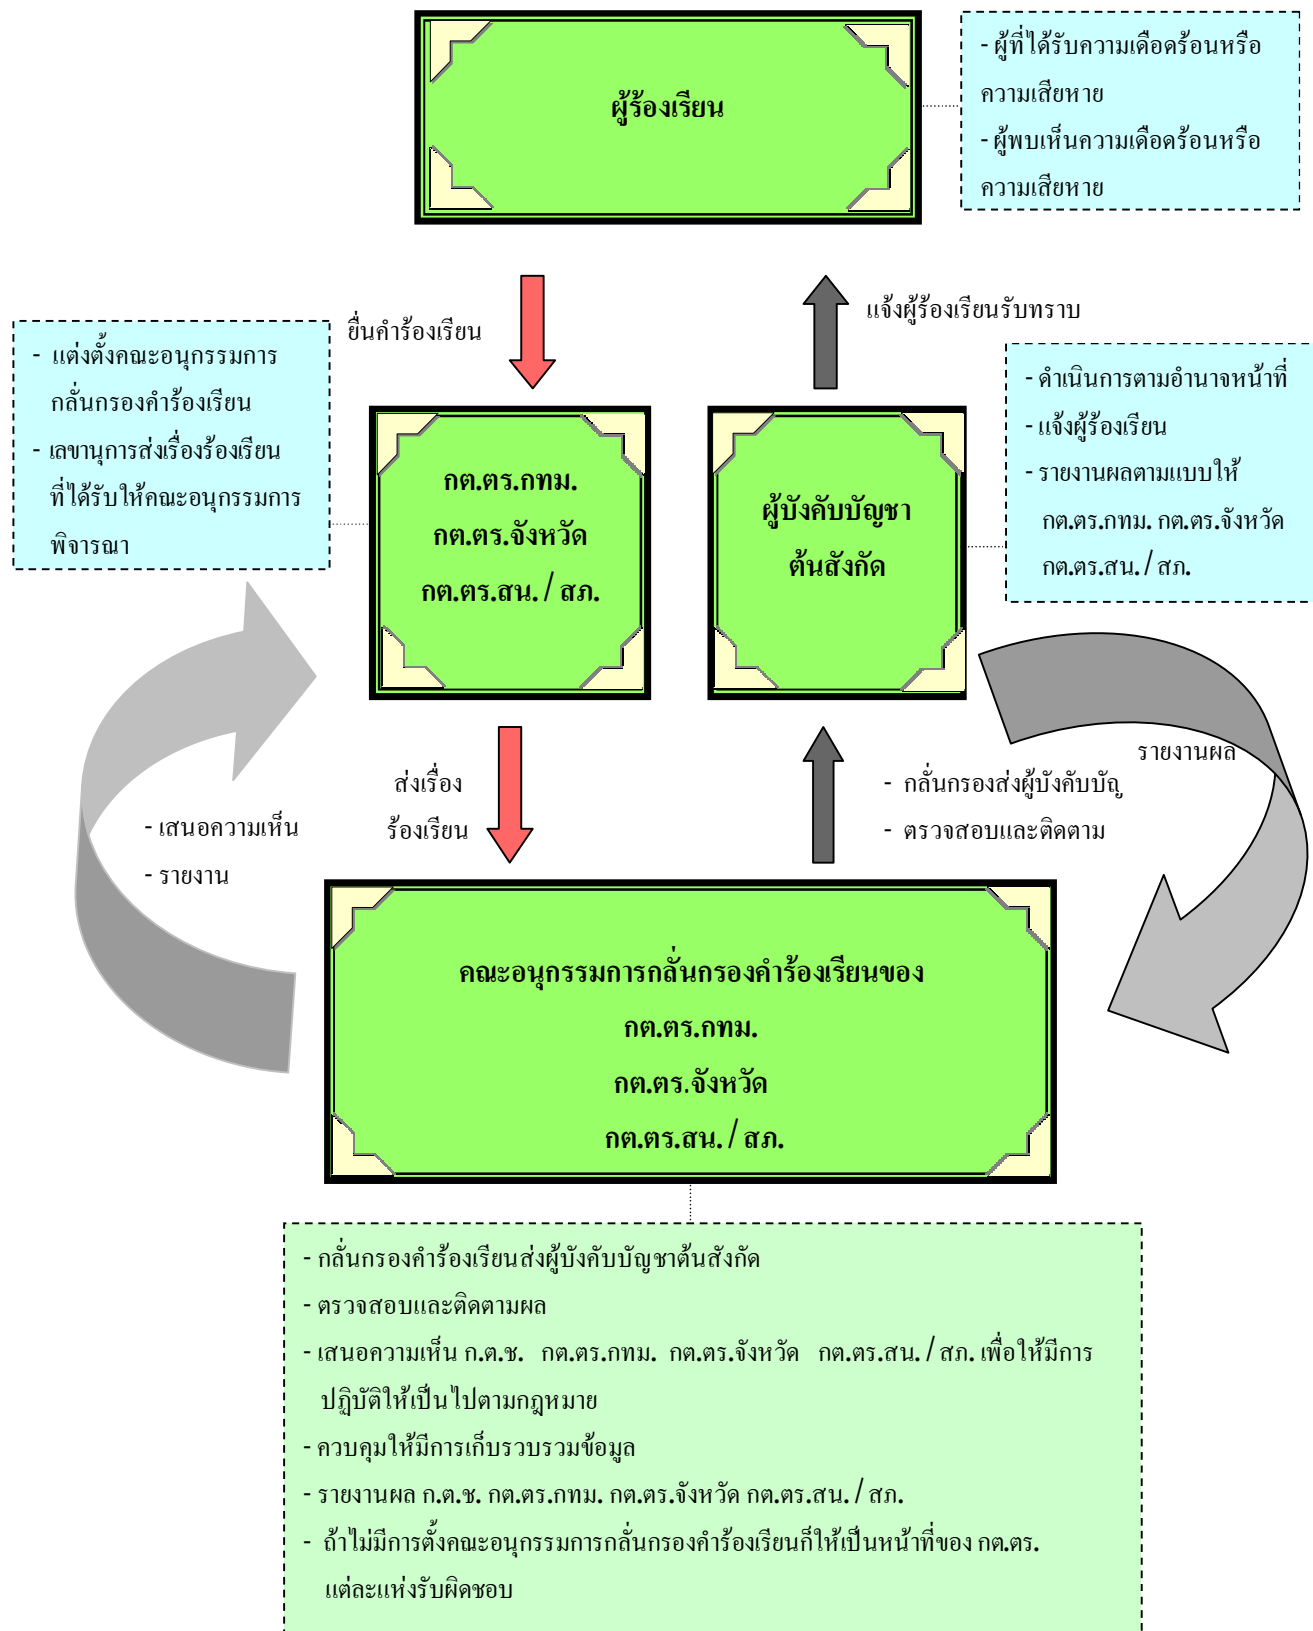 ผู้ร้องเรียน
- ผู้ที่ได้รับความเดือดร้อนหรือ
ความเสียหาย
- ผู้พบเห็นความเดือดร้อนหรือ
ความเสียหาย
ยื่นคำร้องเรียน
แจ้งผู้ร้องเรียนรับทราบ
- แต่งตั้งคณะอนุกรรมการ
กลั่นกรองคำร้องเรียน
- เลขานุการส่งเรื่องร้องเรียน
ที่ได้รับให้คณะอนุกรรมการ
พิจารณา
กต.ตร.กทม.
กต.ตร.จังหวัด
กต.ตร.สน. / สภ.
ผู้บังคับบัญชา
ต้นสังกัด
- ดำเนินการตามอำนาจหน้าที่
- แจ้งผู้ร้องเรียน
- รายงานผลตามแบบให้
กต.ตร.กทม. กต.ตร.จังหวัด
กต.ตร.สน. / สภ.
ส่งเรื่อง
ร้องเรียน
- กลั่นกรองส่งผู้บังคับบัญ
- ตรวจสอบและติดตาม
รายงานผล
- เสนอความเห็น
- รายงาน
คณะอนุกรรมการกลั่นกรองคำร้องเรียนของ
กต.ตร.กทม.
กต.ตร.จังหวัด
กต.ตร.สน. / สภ.
- กลั่นกรองคำร้องเรียนส่งผู้บังคับบัญชาต้นสังกัด
- ตรวจสอบและติดตามผล
- เสนอความเห็น ก.ต.ช. กต.ตร.กทม. กต.ตร.จังหวัด กต.ตร.สน. / สภ. เพื่อให้มีการ
ปฏิบัติให้เป็นไปตามกฎหมาย
- ควบคุมให้มีการเก็บรวบรวมข้อมูล
- รายงานผล ก.ต.ช. กต.ตร.กทม. กต.ตร.จังหวัด กต.ตร.สน. / สภ.
- ถ้าไม่มีการตั้งคณะอนุกรรมการกลั่นกรองคำร้องเรียนก็ให้เป็นหน้าที่ของ กต.ตร.
แต่ละแห่งรับผิดชอบ